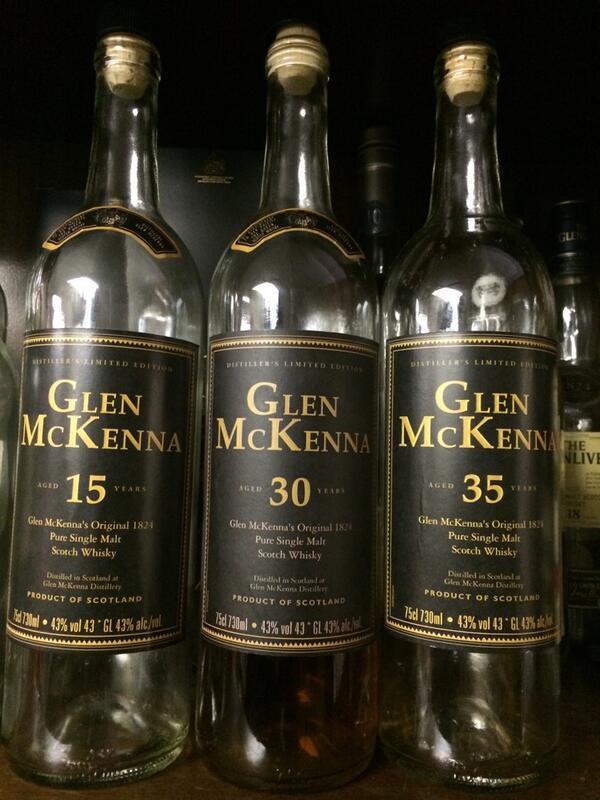 DISTILLER'S LIMITED EDITION
GLEN
MCKENNA
AGED 15 YEARS
Glen McKenna's Original 1824
Pure Single Malt
Scotch Whisky
Distilled in Scotland at
Glen McKenna Distillery
PRODUCT OF SCOTLAND
75cl 730ml • 43% vol 43 ° GL 43% alc/vol
DISTILLER'S LIMITED EDITION
GLEN
MCKENNA
AGED 30 YEARS
Glen McKenna's Original 1824
Pure Single Malt
Scotch Whisky
Distilled in Scotland at
Glen McKenna Distillery
PRODUCT OF SCOTLAND
75cl 730ml • 43% vol 43 ° GL 43% alc/vol
DISTILLER'S LIMITED EDITION
GLEN
MCKENNA
AGED 35 YEARS
Glen McKenna's Original 1824
Pure Single Malt
Scotch Whisky
Distilled in Scotland at
Glen McKenna Distillery
PRODUCT OF SCOTLAND
75cl 730ml • 43% vol 43 ° GL 43% alc/vol
1824
THE
NLIVE
18